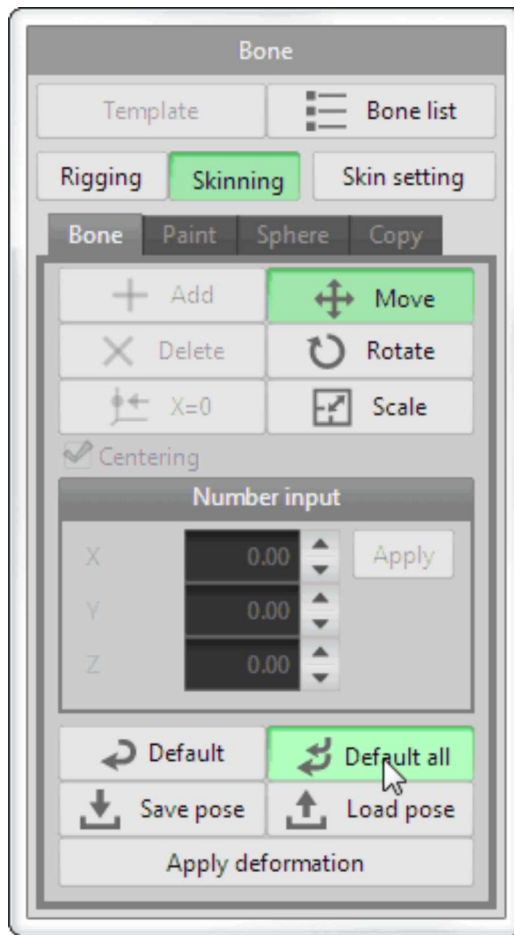 Bone
Template Bone list
Rigging Skinning Skin setting
Bone Paint Sphere Copy
Add Move
Delete Rotate
X=0 Scale
Centering
Number input
X 0.00 Apply
Y 0.00
Z 0.00
Default Default all
Save pose Load pose
Apply deformation